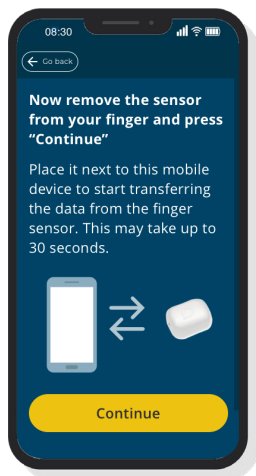 08:30
Go back
Now remove the sensor
from your finger and press
“Continue”
Place it next to this mobile
device to start transferring
the data from the finger
sensor. This may take up to
30 seconds.
Continue